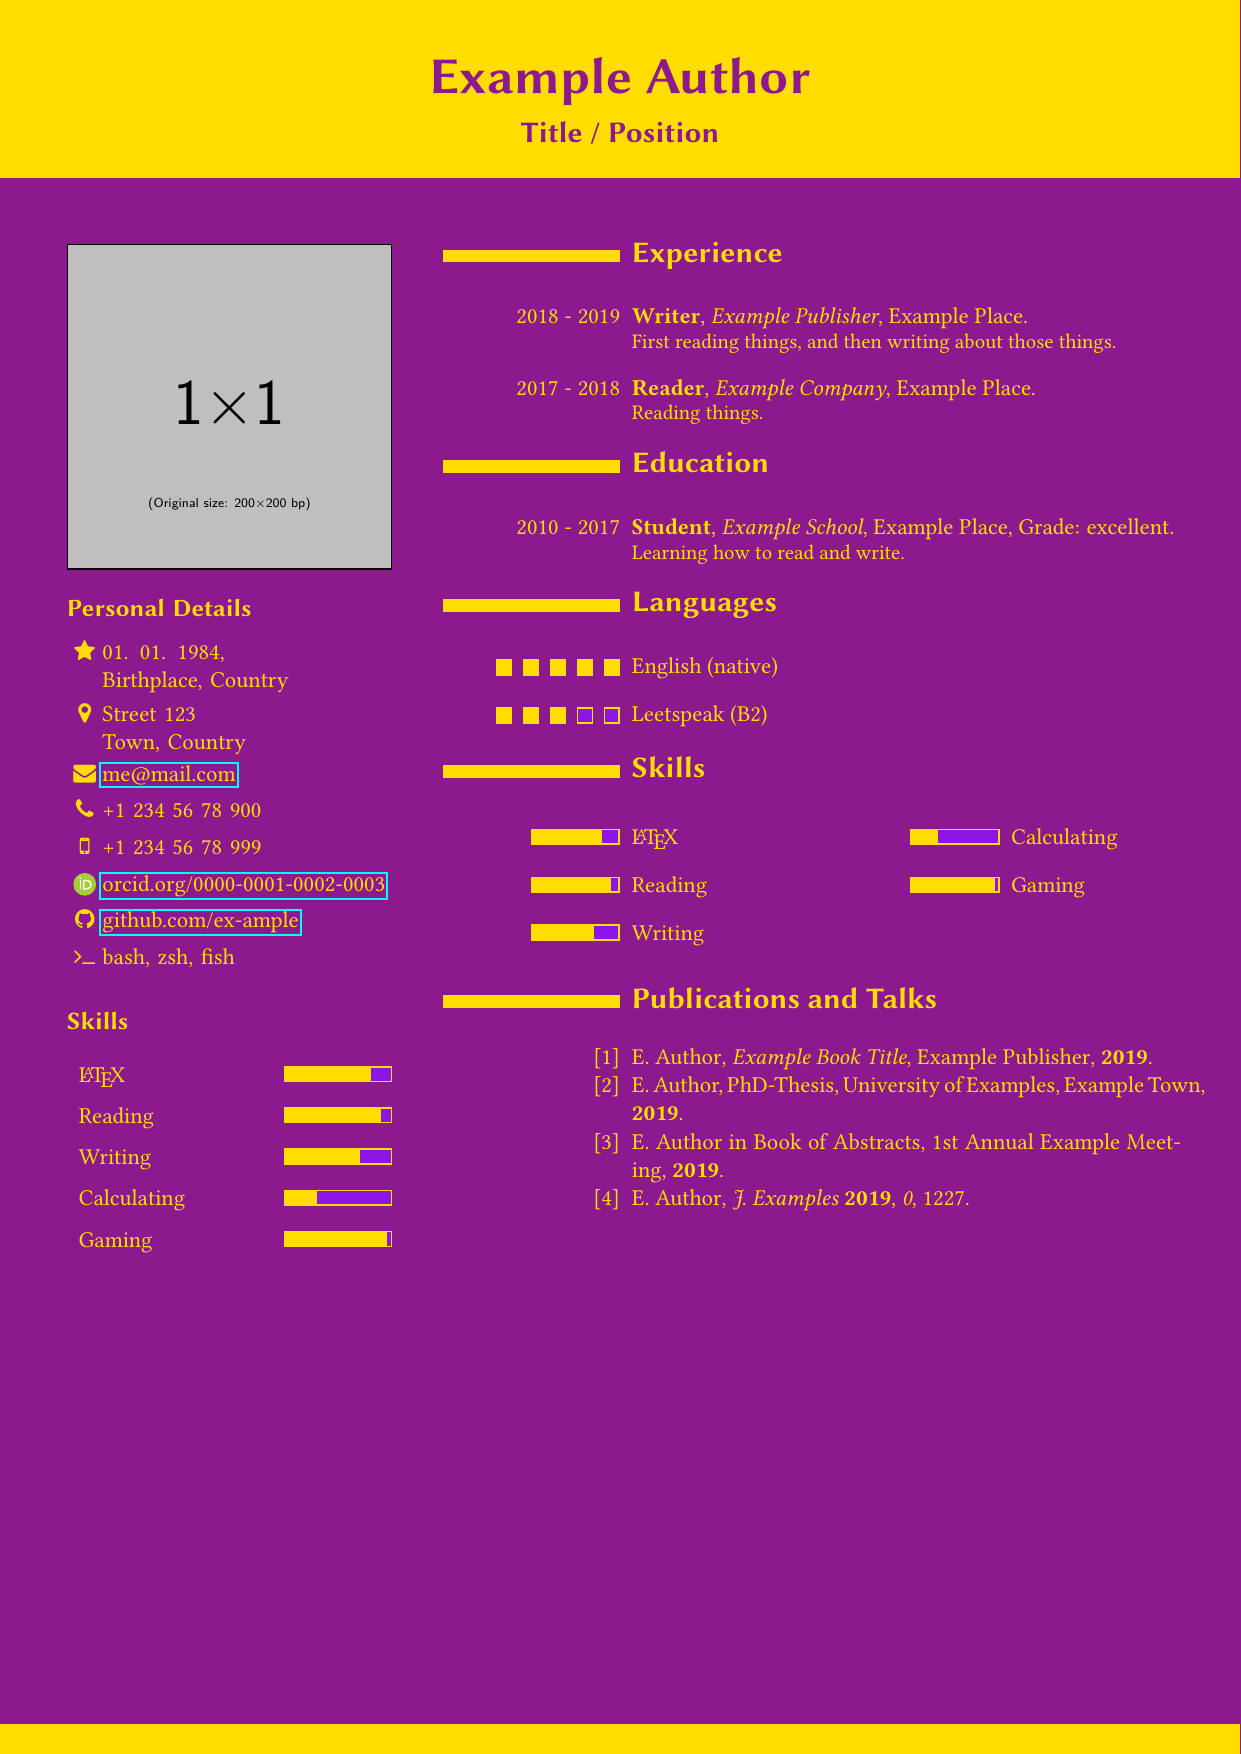 Example Author
Title / Position
1×1
(Original size: 200×200 bp)
Personal Details
01. 01. 1984,
Birthplace, Country
Street 123
Town, Country
me@mail.com
+1 234 56 78 900
+1 234 56 78 999
iD orcid.org/0000-0001-0002-0003
github.com/ex-ample
bash, zsh, fish
Skills
LATEX
Reading
Writing
Calculating
Gaming
Experience
2018 - 2019 Writer, Example Publisher, Example Place.
First reading things, and then writing about those things.
2017 - 2018 Reader, Example Company, Example Place.
Reading things.
Education
2010 - 2017 Student, Example School, Example Place, Grade: excellent.
Learning how to read and write.
Languages
English (native)
Leetspeak (B2)
Skills
LATEX Calculating
Reading Gaming
Writing
Publications and Talks
[1] E. Author, Example Book Title, Example Publisher, 2019.
[2] E. Author, PhD-Thesis, University of Examples, Example Town,
2019.
[3] E. Author in Book of Abstracts, 1st Annual Example Meet-
ing, 2019.
[4] E. Author, J. Examples 2019, 0, 1227.